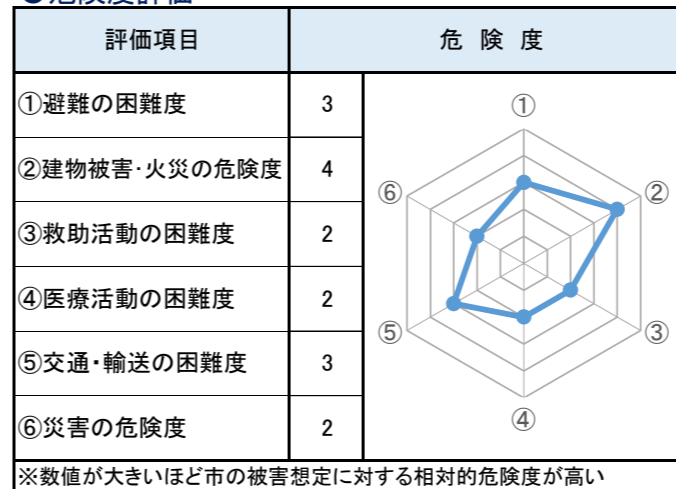 ●危険度評価
評価項目 危 険 度
①避難の困難度 3
②建物被害・火災の危険度 4
③救助活動の困難度 2
④医療活動の困難度 2
⑤交通・輸送の困難度 3
⑥災害の危険度 2
①
②
③
④
⑤
⑥
※数値が大きいほど市の被害想定に対する相対的危険度が高い